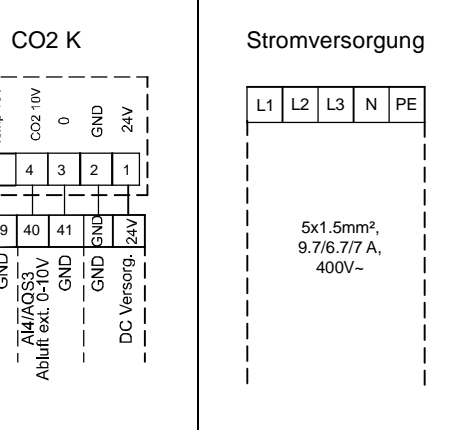 CO2 K
CO2 10V
0
GND
24V
4
3
2
1
9
40
41
GND
24V
GND
AI4/AQS3
Abluft ext. 0-10V
GND
GND
DC Versorg.
Stromversorgung
L1
L2
L3
N
PE
5x1.5mm²,
9.7/6.7/7 A,
400V~